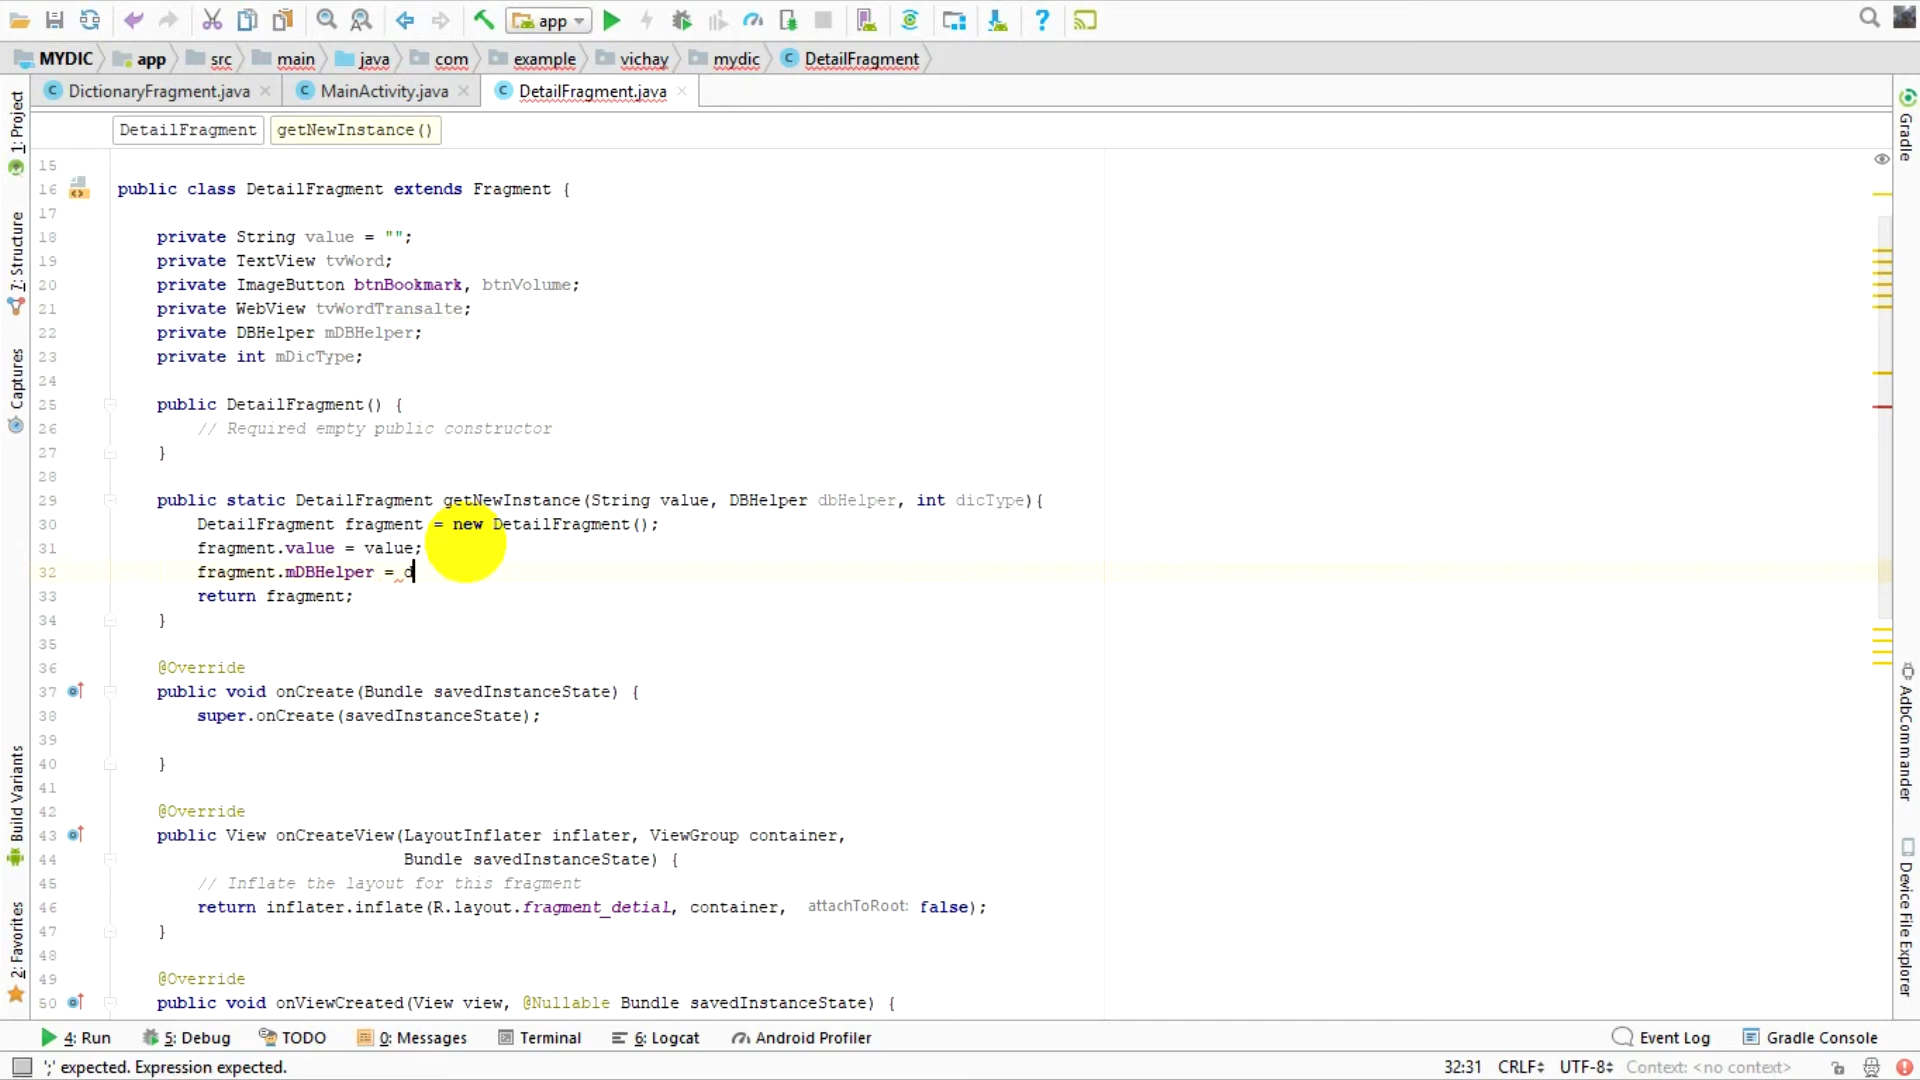 app
MYDIC app src main java com example vichay mydic DetailFragment
DictionaryFragment.java MainActivity.java DetailFragment.java
DetailFragment getNewInstance()
15
16 public class DetailFragment extends Fragment {
17
18 private String value = "";
19 private TextView tvWord;
20 private ImageButton btnBookmark, btnVolume;
21 private WebView tvWordTransalte;
22 private DBHelper mDBHelper;
23 private int mDicType;
24
25 public DetailFragment() {
26 // Required empty public constructor
27 }
28
29 public static DetailFragment getNewInstance(String value, DBHelper dbHelper, int dicType){
30 DetailFragment fragment = new DetailFragment();
31 fragment.value = value;
32 fragment.mDBHelper = d
33 return fragment;
34 }
35
36 @Override
37 public void onCreate(Bundle savedInstanceState) {
38 super.onCreate(savedInstanceState);
39
40 }
41
42 @Override
43 public View onCreateView(LayoutInflater inflater, ViewGroup container,
44 Bundle savedInstanceState) {
45 // Inflate the layout for this fragment
46 return inflater.inflate(R.layout.fragment_detial, container, attachToRoot: false);
47 }
48
49 @Override
50 public void onViewCreated(View view, @Nullable Bundle savedInstanceState) {
1: Project
7: Structure
Captures
Build Variants
2: Favorites
Gradle
AdbCommander
Device File Explorer
4: Run 5: Debug TODO 0: Messages Terminal 6: Logcat Android Profiler Event Log Gradle Console
';' expected. Expression expected. 32:31 CRLF UTF-8 Context: <no context>